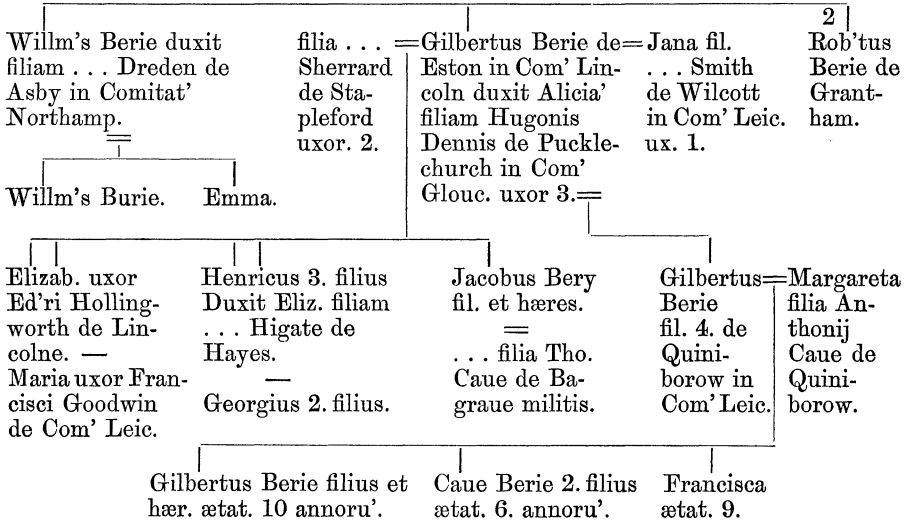 2
Willm's Berie duxit
filiam . . . Dreden de
Asby in Comitat'
Northamp.
filia . . .
Sherrard
de Sta-
pleford
uxor. 2.
Gilbertus Berie de
Eston in Com' Lin-
coln duxit Alicia'
filiam Hugonis
Dennis de Puckle-
church in Com'
Glouc. uxor 3.
Jana fil.
. . . Smith
de Wilcott
in Com' Leic.
ux. 1.
Rob'tus
Berie de
Grant-
ham.
Willm's Burie.
Emma.
Elizab. uxor
Ed'ri Holling-
worth de Lin-
colne. —
Maria uxor Fran-
cisci Goodwin
de Com' Leic.
Henricus 3. filius
Duxit Eliz. filiam
. . . Higate de
Hayes.
—
Georgius 2. filius.
Jacobus Bery
fil. et hæres.
=
. . . filia Tho.
Caue de Ba-
graue militis.
Gilbertus
Berie
fil. 4. de
Quini-
borow in
Com' Leic.
Margareta
filia An-
thonij
Caue de
Quini-
borow.
Gilbertus Berie filius et
hær. ætat. 10 annoru'.
Caue Berie 2. filius
ætat. 6. annoru'.
Francisca
ætat. 9.